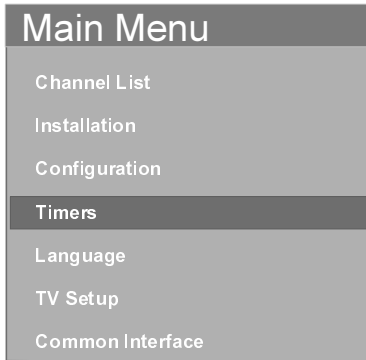 Main Menu
Channel List
Installation
Configuration
Timers
Language
TV Setup
Common Interface